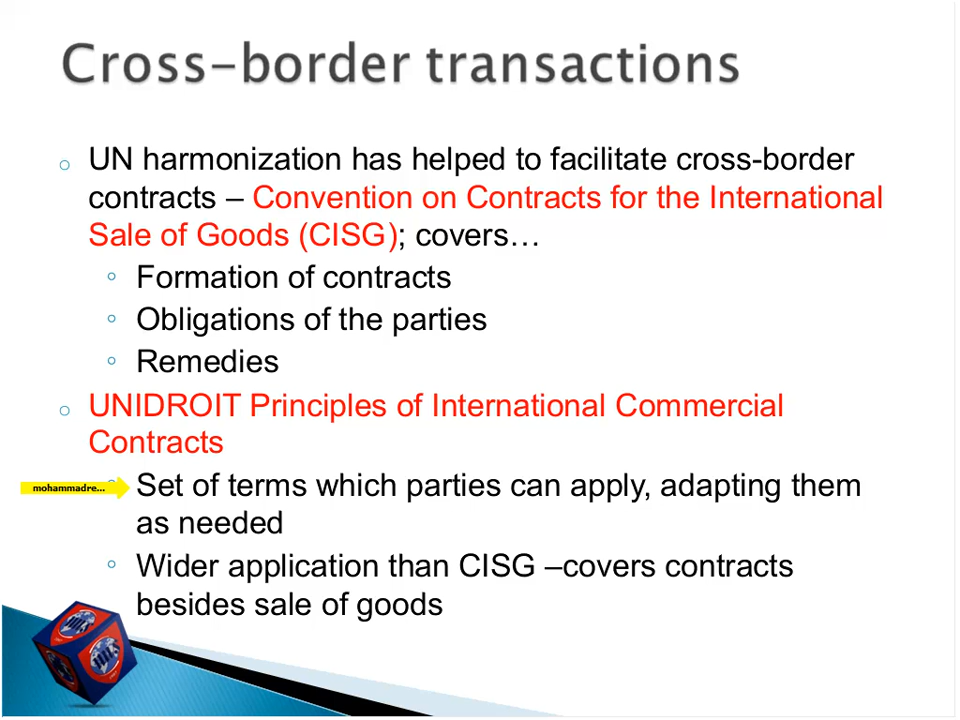 Cross-border transactions
UN harmonization has helped to facilitate cross-border
contracts – Convention on Contracts for the International
Sale of Goods (CISG); covers…
Formation of contracts
Obligations of the parties
Remedies
UNIDROIT Principles of International Commercial
Contracts
mohammadre...
Set of terms which parties can apply, adapting them
as needed
Wider application than CISG –covers contracts
besides sale of goods